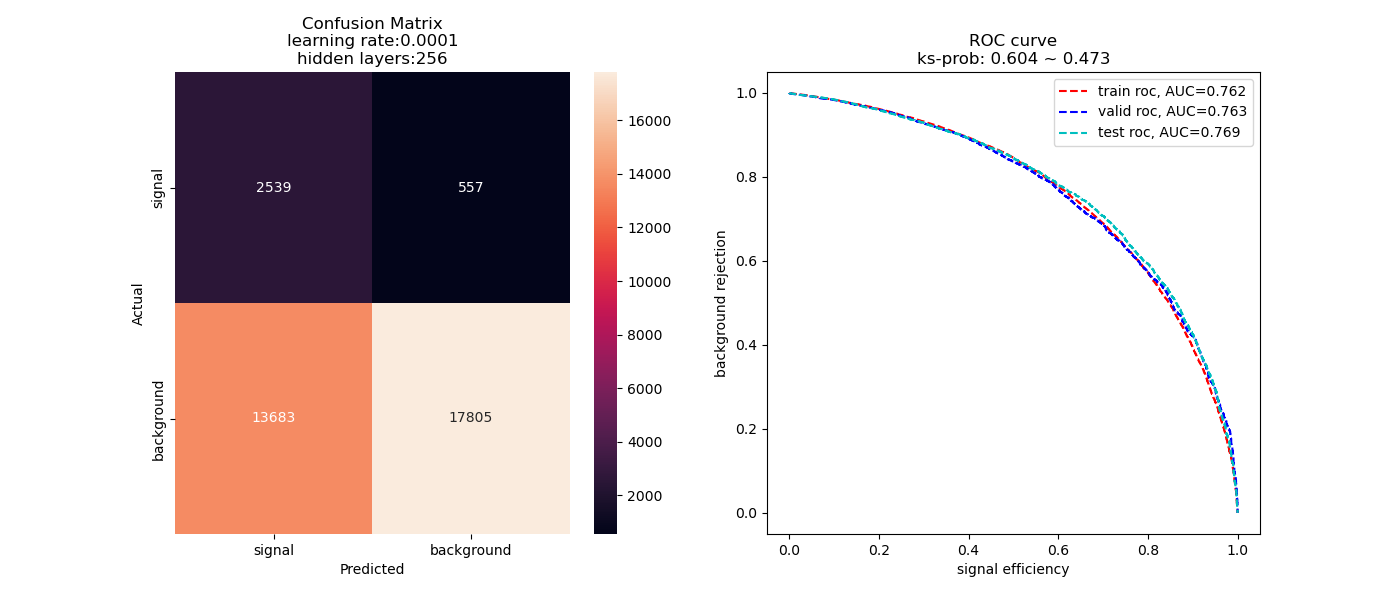 Confusion Matrix
learning rate:0.0001
hidden layers:256
signal
background
Actual
2539
557
13683
17805
signal
background
Predicted
16000
14000
12000
10000
8000
6000
4000
2000
ROC curve
ks-prob: 0.604 ~ 0.473
train roc, AUC=0.762
valid roc, AUC=0.763
test roc, AUC=0.769
background rejection
1.0
0.8
0.6
0.4
0.2
0.0
0.0
0.2
0.4
0.6
0.8
1.0
signal efficiency